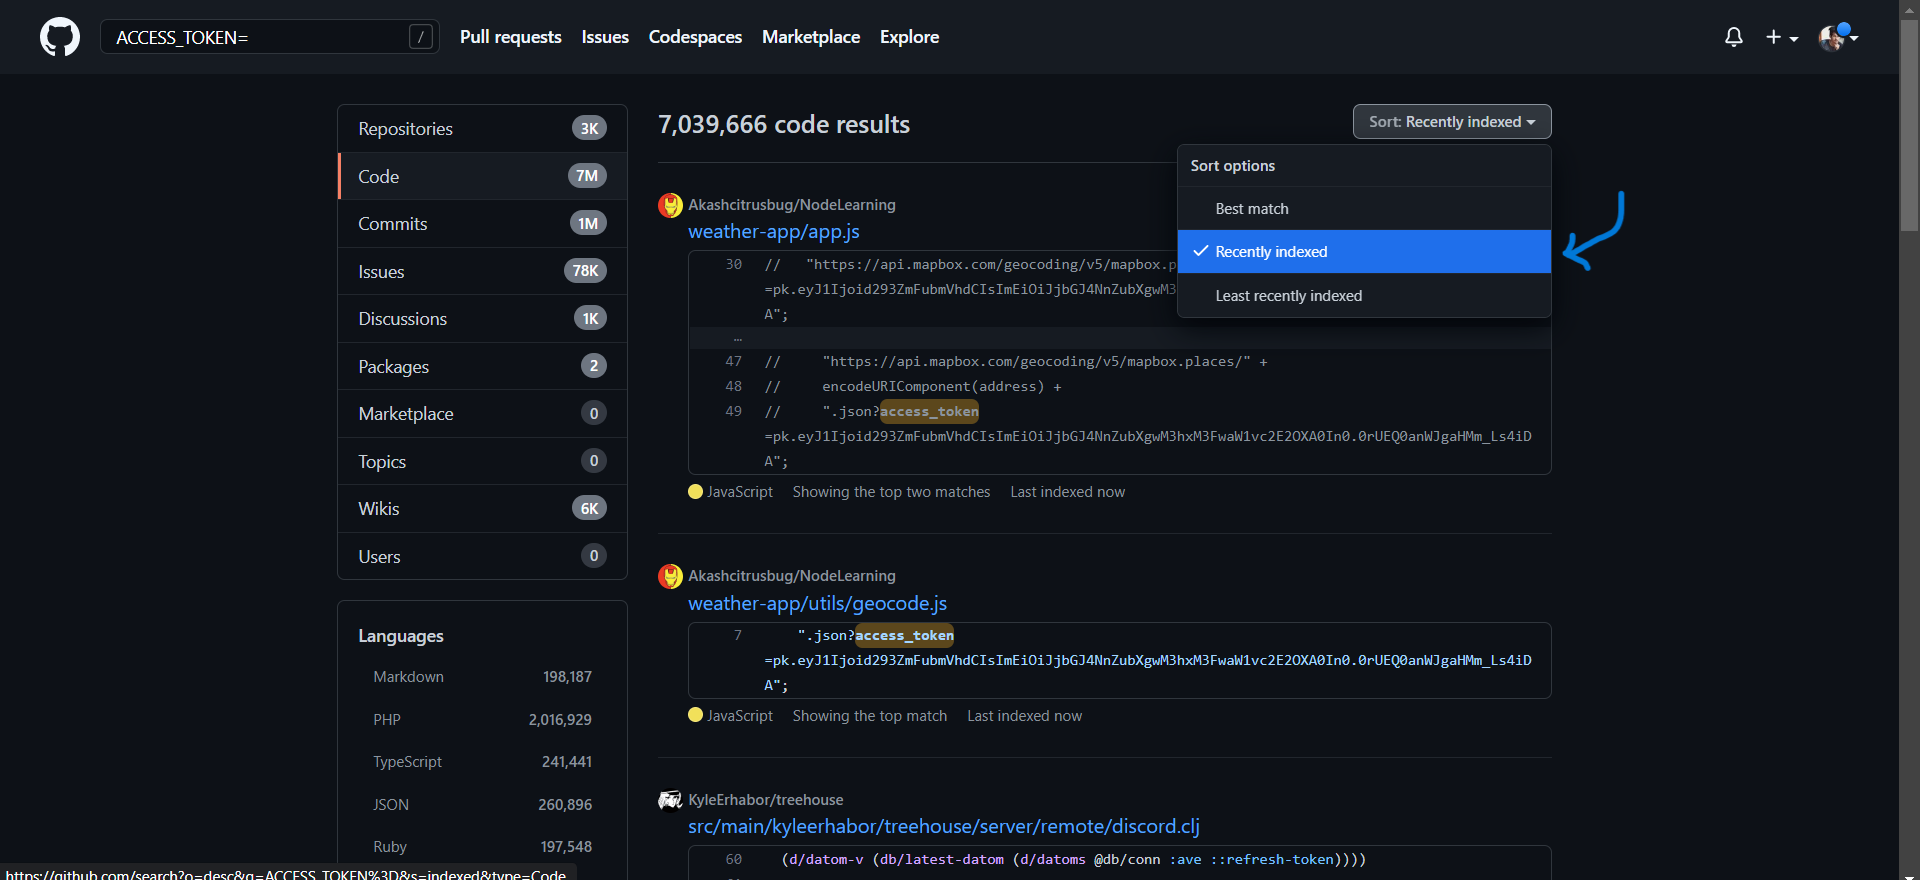 ACCESS_TOKEN=
/
Pull requests Issues Codespaces Marketplace Explore
Repositories 3K
Code 7M
Commits 1M
Issues 78K
Discussions 1K
Packages 2
Marketplace 0
Topics 0
Wikis 6K
Users 0
Languages
Markdown 198,187
PHP 2,016,929
TypeScript 241,441
JSON 260,896
Ruby 197,548
7,039,666 code results
Sort: Recently indexed
Sort options
Best match
Recently indexed
Least recently indexed
Akashcitrusbug/NodeLearning
weather-app/app.js
30 // "https://api.mapbox.com/geocoding/v5/mapbox.p
=pk.eyJ1Ijoid293ZmFubmVhdCIsImEiOiJjbGJ4NnZubXgwM3
A";
…
47 // "https://api.mapbox.com/geocoding/v5/mapbox.places/" +
48 // encodeURIComponent(address) +
49 // ".json?access_token
=pk.eyJ1Ijoid293ZmFubmVhdCIsImEiOiJjbGJ4NnZubXgwM3hxM3FwaW1vc2E2OXA0In0.0rUEQ0anWJgaHMm_Ls4iD
A";
JavaScript Showing the top two matches Last indexed now
Akashcitrusbug/NodeLearning
weather-app/utils/geocode.js
7 ".json?access_token
=pk.eyJ1Ijoid293ZmFubmVhdCIsImEiOiJjbGJ4NnZubXgwM3hxM3FwaW1vc2E2OXA0In0.0rUEQ0anWJgaHMm_Ls4iD
A";
JavaScript Showing the top match Last indexed now
KyleErhabor/treehouse
src/main/kyleerhabor/treehouse/server/remote/discord.clj
60 (d/datom-v (db/latest-datom (d/datoms @db/conn :ave ::refresh-token))))
https://github.com/search?o=desc&q=ACCESS_TOKEN%3D&s=indexed&type=Code